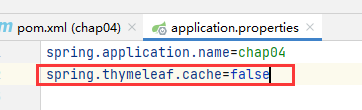 pom.xml (chap04)
application.properties
spring.application.name=chap04
spring.thymeleaf.cache=false